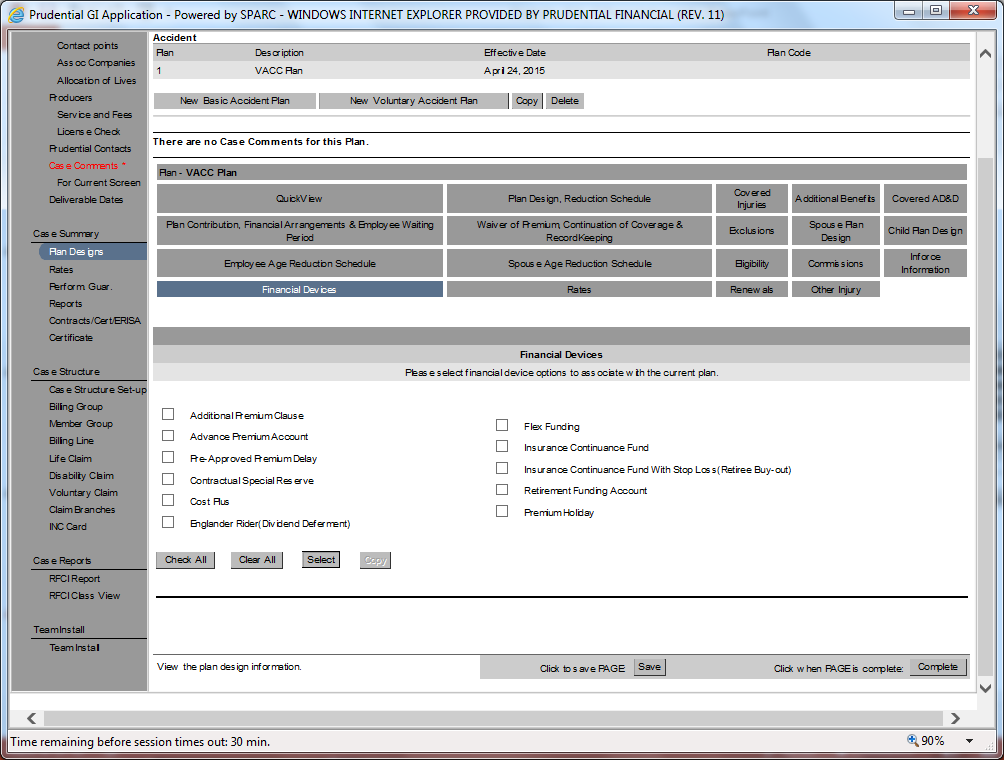 Prudential GI Application - Powered by SPARC - WINDOWS INTERNET EXPLORER PROVIDED BY PRUDENTIAL FINANCIAL (REV. 11)
Contact points
Assoc Companies
Allocation of Lives
Producers
Service and Fees
License Check
Prudential Contacts
Case Comments *
For Current Screen
Deliverable Dates
Case Summary
Plan Designs
Rates
Perform. Guar.
Reports
Contracts/Cert/ERISA
Certificate
Case Structure
Case Structure Set-up
Billing Group
Member Group
Billing Line
Life Claim
Disability Claim
Voluntary Claim
Claim Branches
INC Card
Case Reports
RFCI Report
RFCI Class View
TeamInstall
TeamInstall
Accident
Plan Description Effective Date Plan Code
1 VACC Plan April 24, 2015
New Basic Accident Plan New Voluntary Accident Plan Copy Delete
There are no Case Comments for this Plan.
Plan - VACC Plan
QuickView Plan Design, Reduction Schedule Covered Injuries Additional Benefits Covered AD&D
Plan Contribution, Financial Arrangements & Employee Waiting Period Waiver of Premium, Continuation of Coverage & RecordKeeping Exclusions Spouse Plan Design Child Plan Design
Employee Age Reduction Schedule Spouse Age Reduction Schedule Eligibility Commissions Inforce Information
Financial Devices Rates Renewals Other Injury
Financial Devices
Please select financial device options to associate with the current plan.
Additional Premium Clause
Advance Premium Account
Pre-Approved Premium Delay
Contractual Special Reserve
Cost Plus
Englander Rider(Dividend Deferment)
Flex Funding
Insurance Continuance Fund
Insurance Continuance Fund With Stop Loss(Retiree Buy-out)
Retirement Funding Account
Premium Holiday
Check All Clear All Select Copy
View the plan design information. Click to save PAGE Save Click when PAGE is complete: Complete
Time remaining before session times out: 30 min. 90%